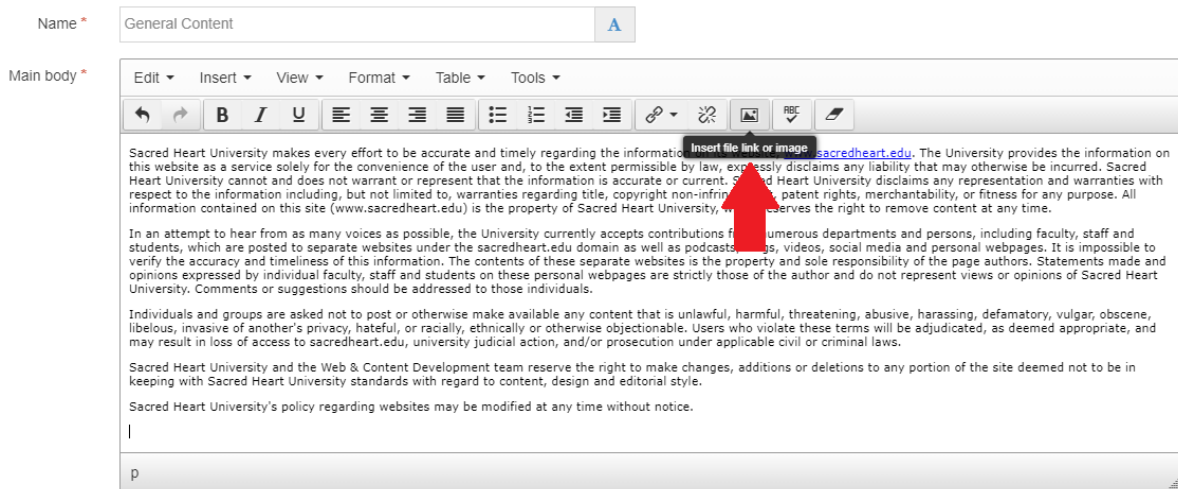 Name *
General Content
A
Main body *
Edit Insert View Format Table Tools
B I U ABC
Insert file link or image
Sacred Heart University makes every effort to be accurate and timely regarding the information on its website, www.sacredheart.edu. The University provides the information on
this website as a service solely for the convenience of the user and, to the extent permissible by law, expressly disclaims any liability that may otherwise be incurred. Sacred
Heart University cannot and does not warrant or represent that the information is accurate or current. Sacred Heart University disclaims any representation and warranties with
respect to the information including, but not limited to, warranties regarding title, copyright non-infring patent rights, merchantability, or fitness for any purpose. All
information contained on this site (www.sacredheart.edu) is the property of Sacred Heart University, reserves the right to remove content at any time.
In an attempt to hear from as many voices as possible, the University currently accepts contributions from numerous departments and persons, including faculty, staff and
students, which are posted to separate websites under the sacredheart.edu domain as well as podcasts, videos, social media and personal webpages. It is impossible to
verify the accuracy and timeliness of this information. The contents of these separate websites is the property and sole responsibility of the page authors. Statements made and
opinions expressed by individual faculty, staff and students on these personal webpages are strictly those of the author and do not represent views or opinions of Sacred Heart
University. Comments or suggestions should be addressed to those individuals.
Individuals and groups are asked not to post or otherwise make available any content that is unlawful, harmful, threatening, abusive, harassing, defamatory, vulgar, obscene,
libelous, invasive of another's privacy, hateful, or racially, ethnically or otherwise objectionable. Users who violate these terms will be adjudicated, as deemed appropriate, and
may result in loss of access to sacredheart.edu, university judicial action, and/or prosecution under applicable civil or criminal laws.
Sacred Heart University and the Web & Content Development team reserve the right to make changes, additions or deletions to any portion of the site deemed not to be in
keeping with Sacred Heart University standards with regard to content, design and editorial style.
Sacred Heart University's policy regarding websites may be modified at any time without notice.
p